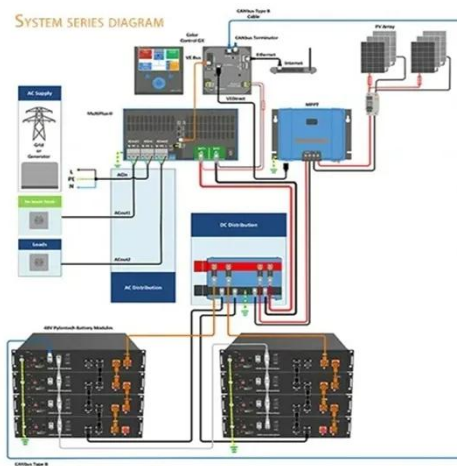 SYSTEM SERIES DIAGRAM
CANbus Type B
Cable
PV Array
Color
Control GX
CANbus Terminator
VE Bus
Ethernet
Internet
AC Supply
VE Direct
MPPT
Multiplus-II
Grid
or
Generator
L
PE
N
ACin
ACout1
Loads
ACout2
AC Distribution
DC Distribution
48V Pylontech Battery Modules
CANbus Type B